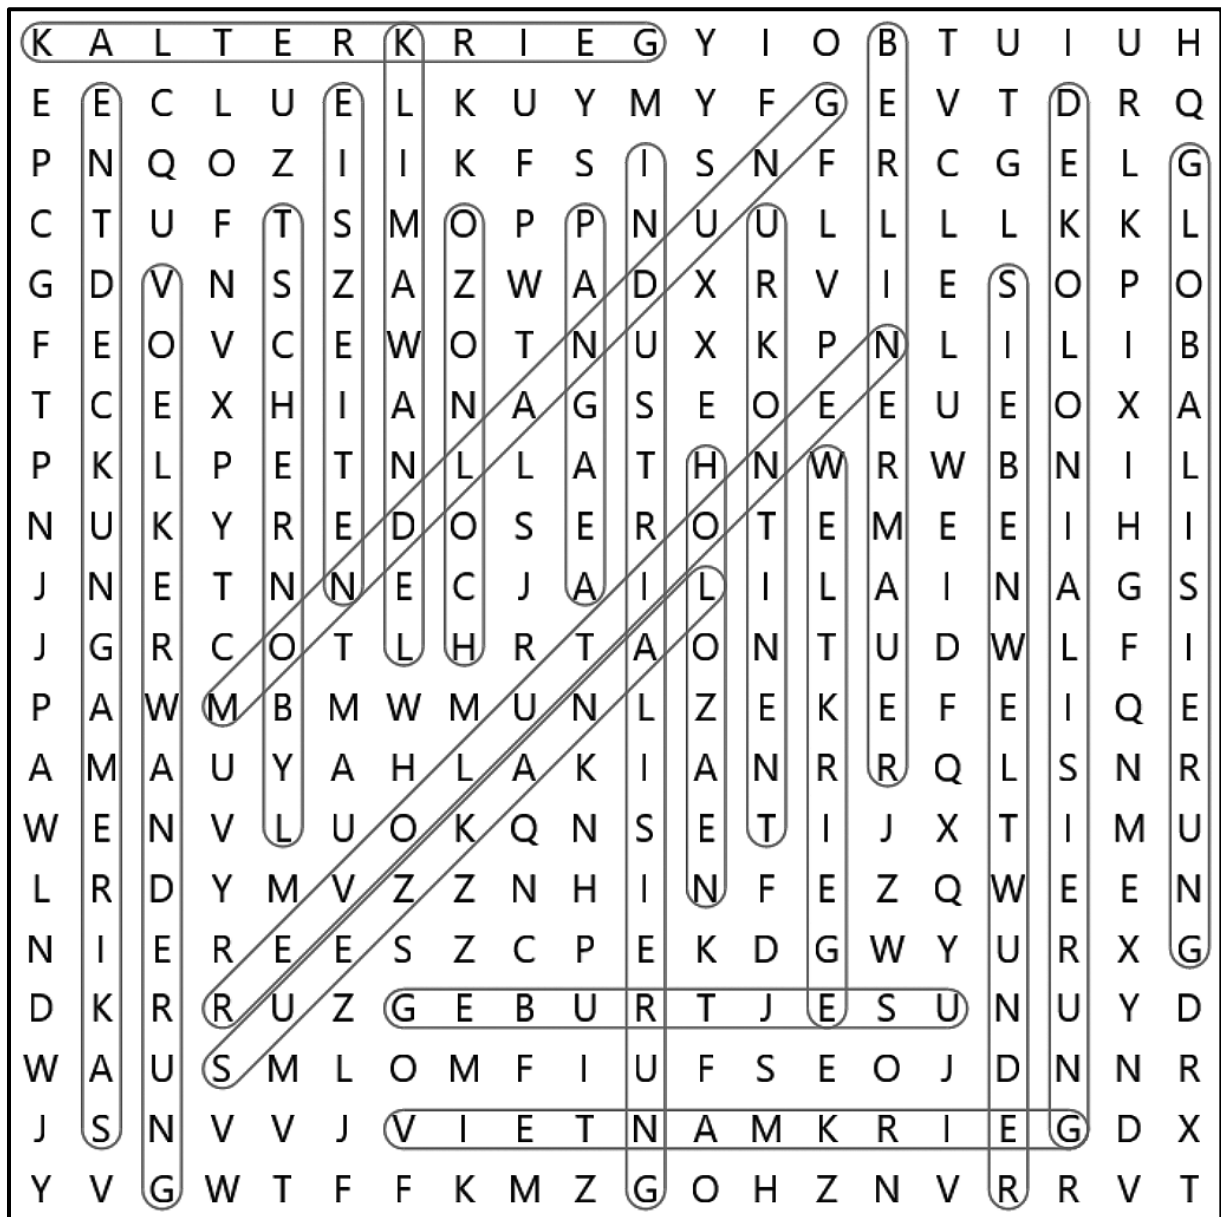 K A L T E R K R I E G Y I O B T U I U H
E E C L U E L K U Y M Y F G E V T D R Q
P N Q O Z I I K F S I S N F R C G E L G
C T U F T S M O P P N U U L L L L K K L
G D V N S Z A Z W A D X R V I E S O P O
F E O V C E W O T N U X K P N L I L I B
T C E X H I A N A G S E O E E U E O X A
P K L P E T N L L A T H N W R W B N I L
N U K Y R E D O S E R O T E M E E I H I
J N E T N N E C J A I L I L A I N A G S
J G R C O T L H R T A O N T U D W L F I
P A W M B M W M U N L Z E K E F E I Q E
A M A U Y A H L A K I A N R R Q L S N R
W E N V L U O K Q N S E T I J X T I M U
L R D Y M V Z Z N H I N F E Z Q W E E N
N I E R E E S Z C P E K D G W Y U R X G
D K R R U Z G E B U R T J E S U N U Y D
W A U S M L O M F I U F S E O J D N N R
J S N V V J V I E T N A M K R I E G D X
Y V G W T F F K M Z G O H Z N V R R V T